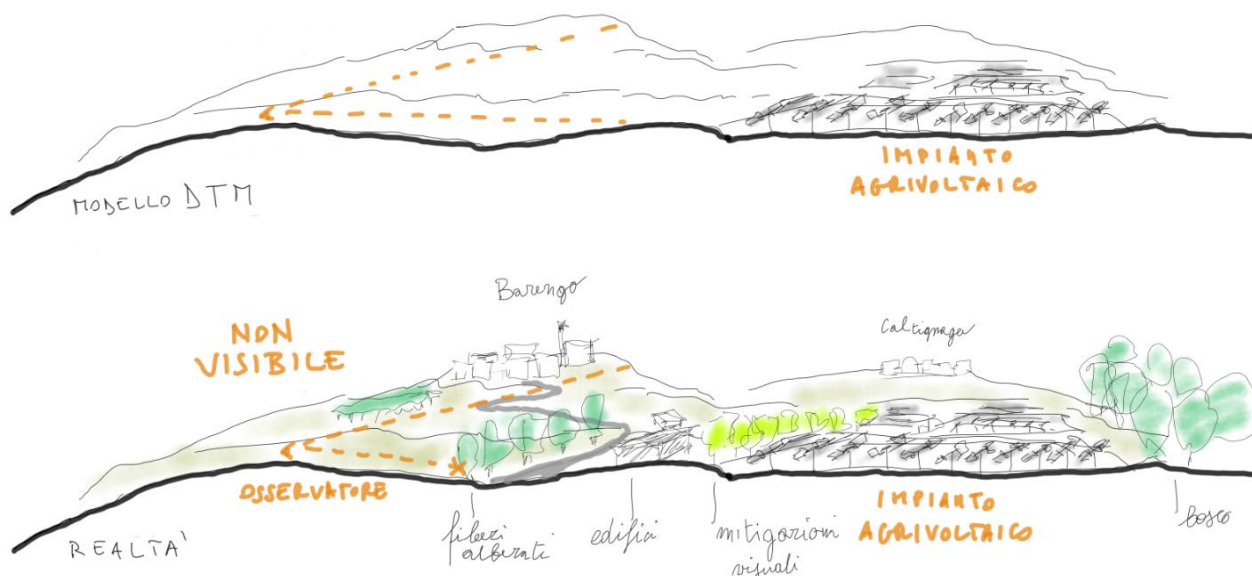 IMPIANTO
AGRIVOLTAICO
MODELLO DTM
Barengo
NON
VISIBILE
Caltignaga
OSSERVATORE
filari
alberati
edifici
mitigazioni
visuali
IMPIANTO
AGRIVOLTAICO
bosco
REALTA'